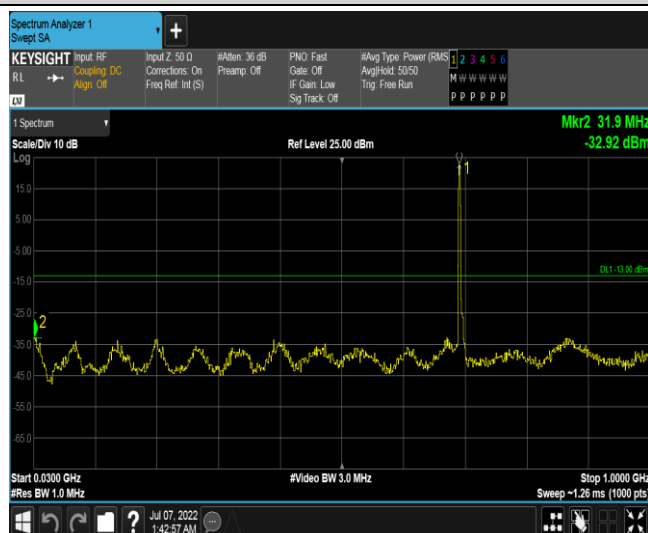 Spectrum Analyzer 1
Swept SA
+
KEYSIGHT
RL
LXI
Input: RF
Coupling: DC
Align: Off
Input Z: 50 Ω
Corrections: On
Freq Ref: Int (S)
#Atten: 36 dB
Preamp: Off
PNO: Fast
Gate: Off
IF Gain: Low
Sig Track: Off
#Avg Type: Power (RMS
Avg|Hold: 50/50
Trig: Free Run
1 2 3 4 5 6
M W W W W W
P P P P P P
1 Spectrum
Mkr2 31.9 MHz
-32.92 dBm
Scale/Div 10 dB
Ref Level 25.00 dBm
Log
15.0
5.00
-5.00
-15.0
-25.0
-35.0
-45.0
-55.0
-65.0
1
DL1 -13.00 dBm
2
Start 0.0300 GHz
#Video BW 3.0 MHz
Stop 1.0000 GHz
#Res BW 1.0 MHz
Sweep ~1.26 ms (1000 pts)
?
Jul 07, 2022
1:42:57 AM